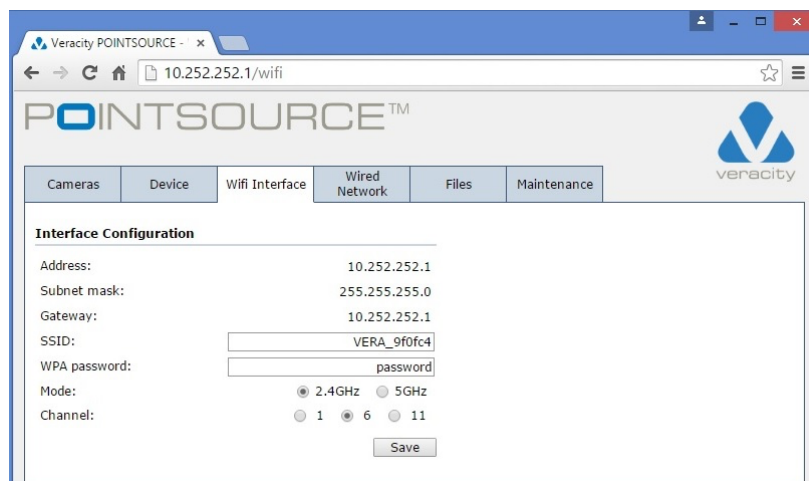 Veracity POINTSOURCE -
10.252.252.1/wifi
POINTSOURCE™
veracity
Cameras Device Wifi Interface Wired Network Files Maintenance
Interface Configuration
Address: 10.252.252.1
Subnet mask: 255.255.255.0
Gateway: 10.252.252.1
SSID: VERA_9f0fc4
WPA password: password
Mode: 2.4GHz 5GHz
Channel: 1 6 11
Save